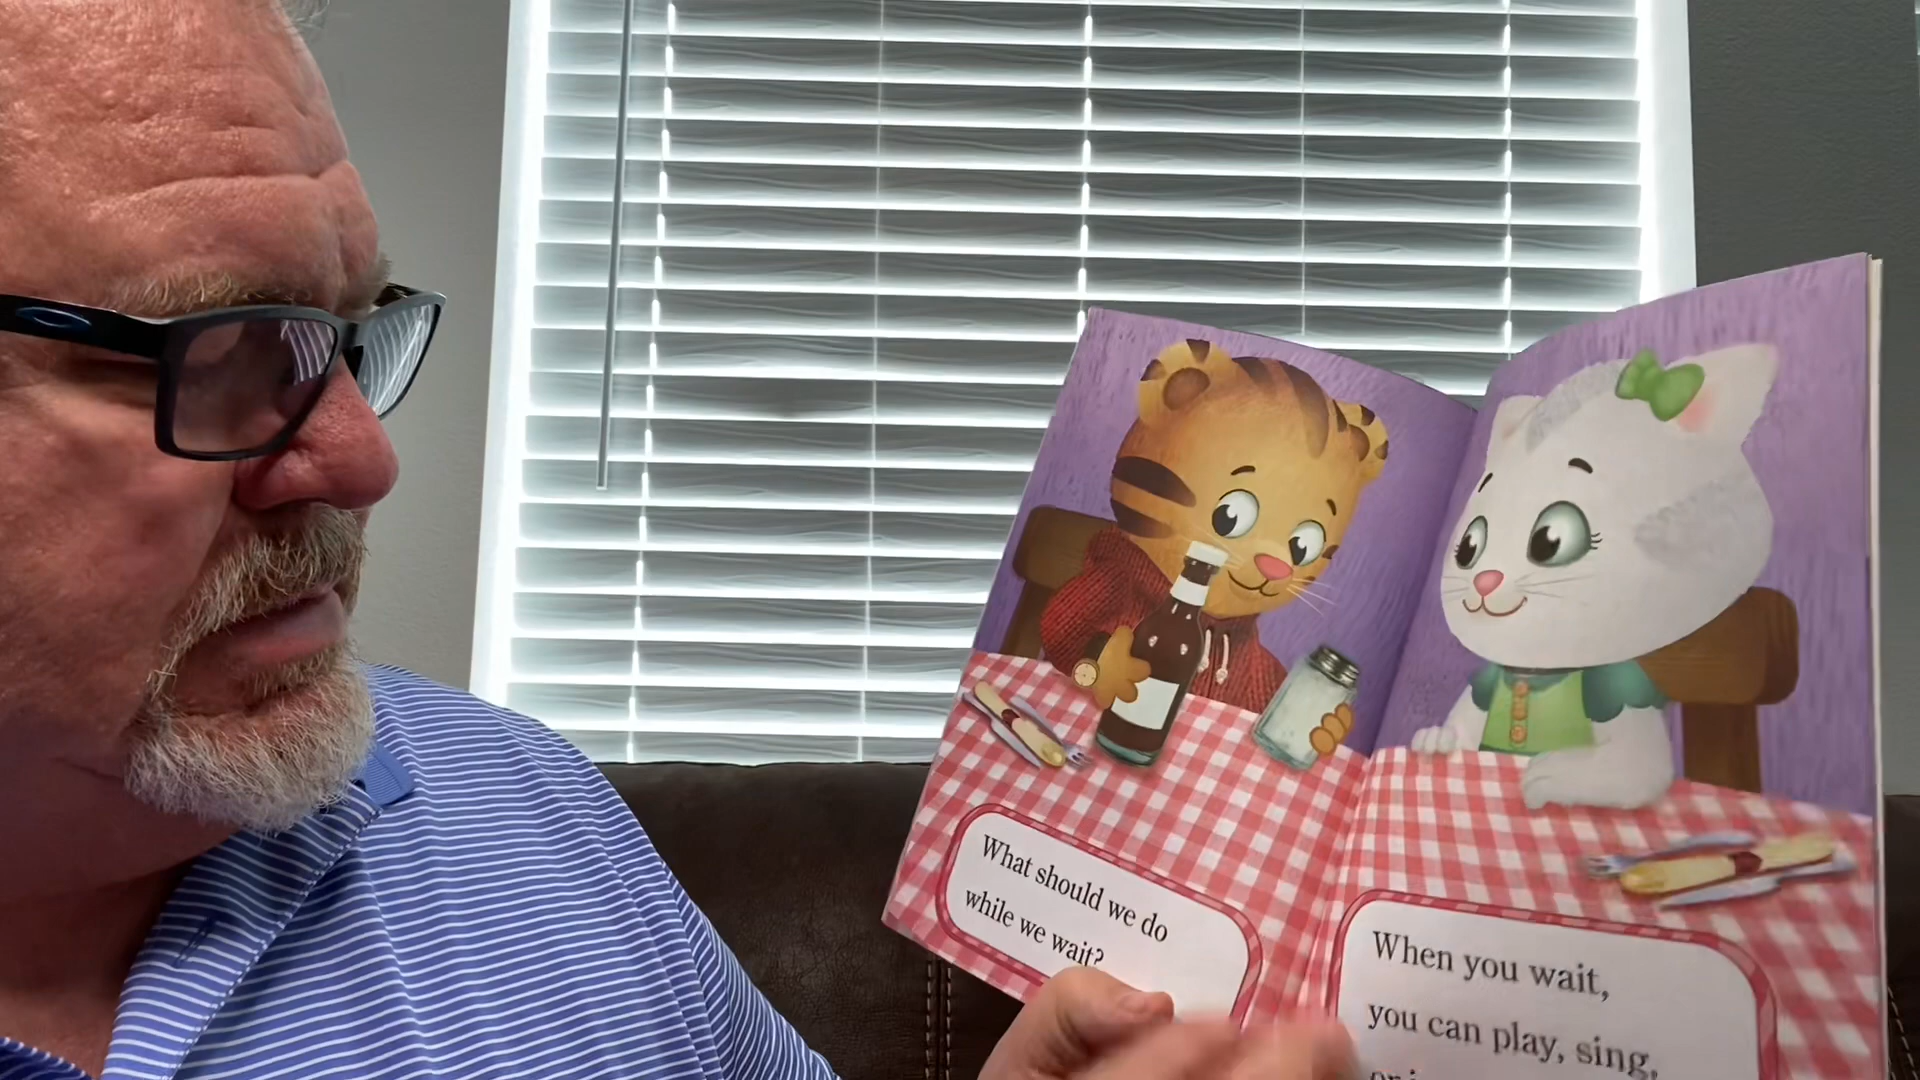 What should we do
while we wait?
When you wait,
you can play, sing,